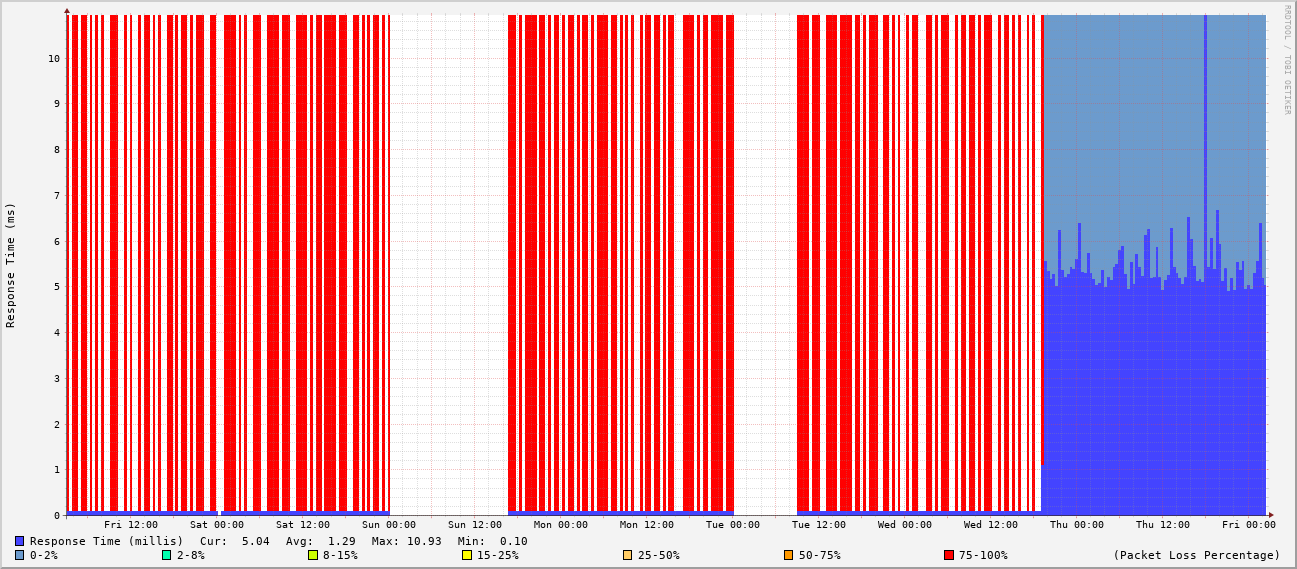 RRDTOOL / TOBI OETIKER
Response Time (ms)
10
9
8
7
6
5
4
3
2
1
0
Fri 12:00 Sat 00:00 Sat 12:00 Sun 00:00 Sun 12:00 Mon 00:00 Mon 12:00 Tue 00:00 Tue 12:00 Wed 00:00 Wed 12:00 Thu 00:00 Thu 12:00 Fri 00:00
Response Time (millis) Cur: 5.04 Avg: 1.29 Max: 10.93 Min: 0.10
0-2% 2-8% 8-15% 15-25% 25-50% 50-75% 75-100% (Packet Loss Percentage)